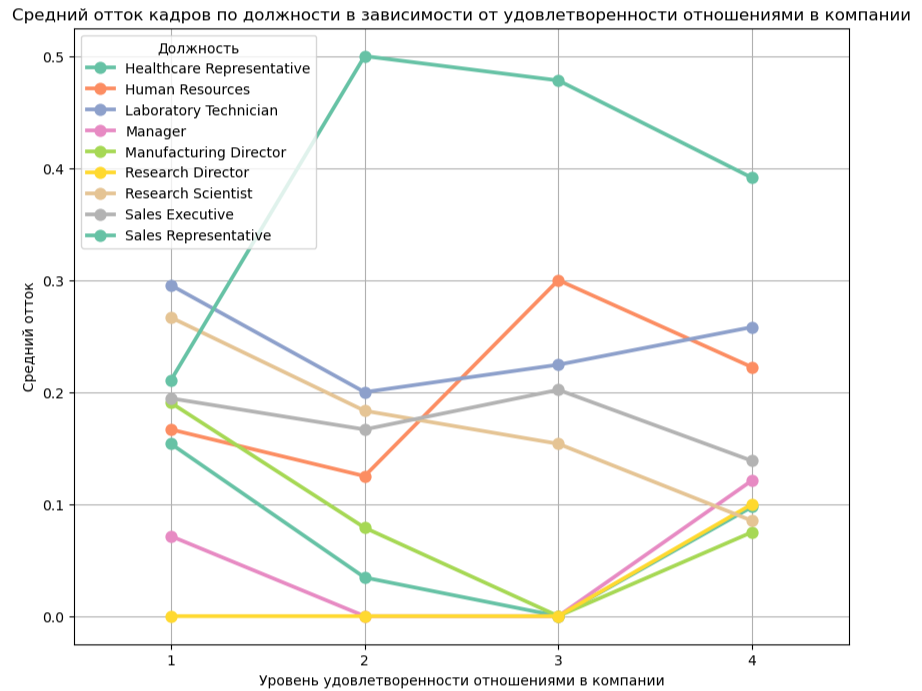 Средний отток кадров по должности в зависимости от удовлетворенности отношениями в компании
Должность
Healthcare Representative
Human Resources
Laboratory Technician
Manager
Manufacturing Director
Research Director
Research Scientist
Sales Executive
Sales Representative
Средний отток
0.5
0.4
0.3
0.2
0.1
0.0
1 2 3 4
Уровень удовлетворенности отношениями в компании